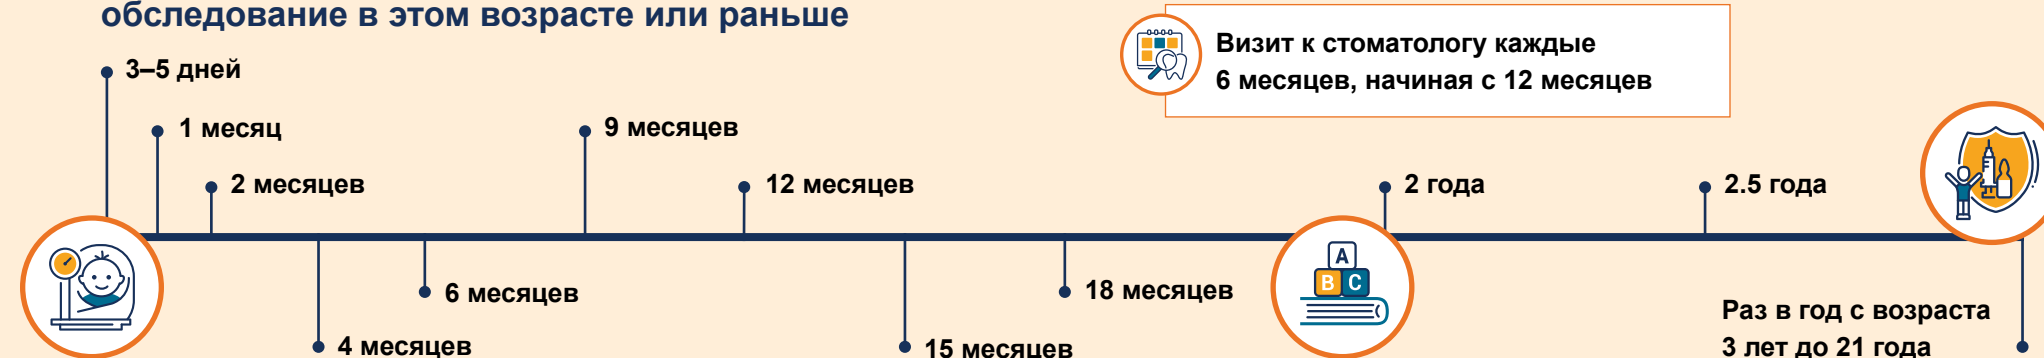 обследование в этом возрасте или раньше
Визит к стоматологу каждые
6 месяцев, начиная с 12 месяцев
3–5 дней
1 месяц
2 месяцев
4 месяцев
6 месяцев
9 месяцев
12 месяцев
15 месяцев
18 месяцев
A
B C
2 года
2.5 года
Раз в год с возраста
3 лет до 21 года